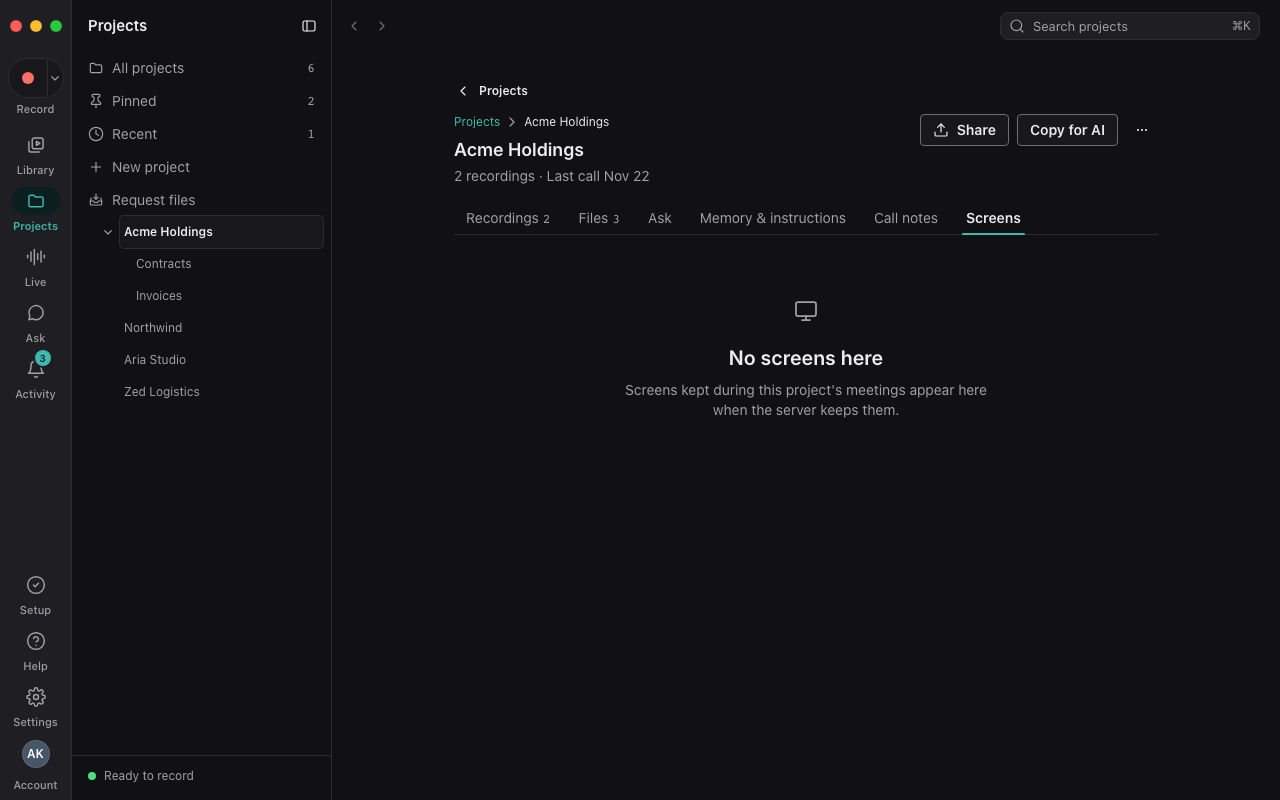 Record
Library
Projects
Live
Ask
3
Activity
Setup
Help
Settings
AK
Account
Projects
All projects 6
Pinned 2
Recent 1
New project
Request files
Acme Holdings
Contracts
Invoices
Northwind
Aria Studio
Zed Logistics
Ready to record
Search projects ⌘K
Projects
Projects Acme Holdings
Acme Holdings
2 recordings · Last call Nov 22
Share Copy for AI
Recordings 2 Files 3 Ask Memory & instructions Call notes Screens
No screens here
Screens kept during this project's meetings appear here
when the server keeps them.